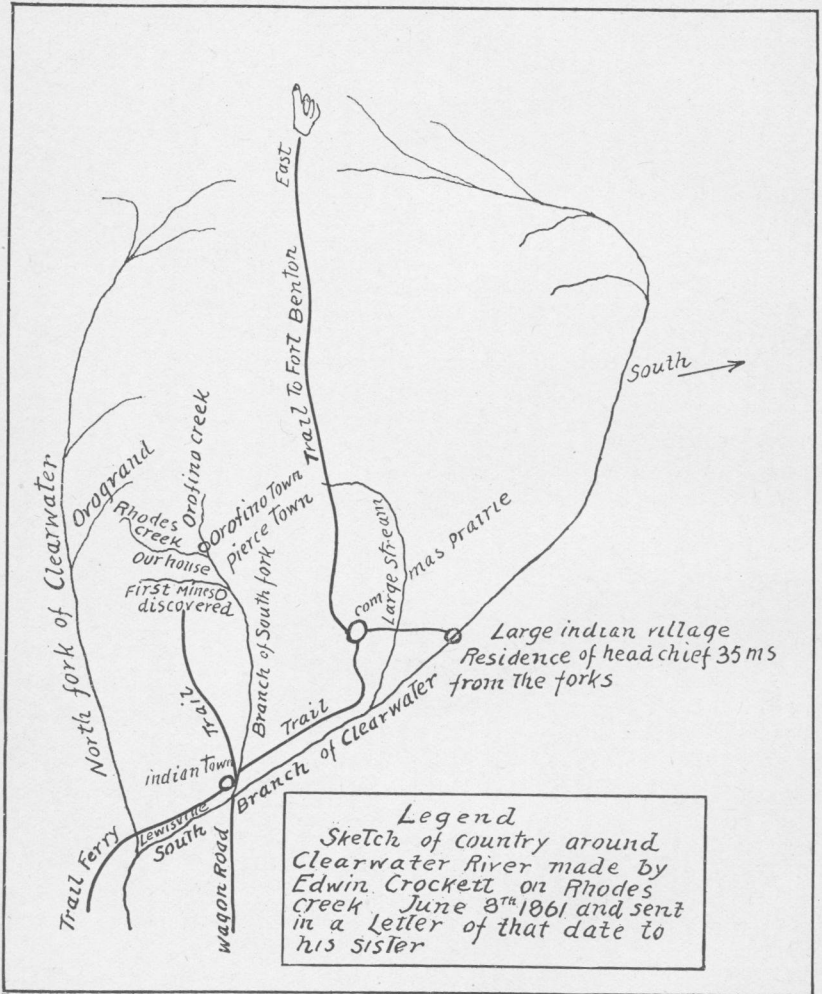 East
Trail To Fort Benton
South
North fork of Clearwater
Orogrand
Orofino creek
Rhodes
creek
Orofino Town
pierce Town
Our house
First Mines
discovered
Branch of South fork
Large Stream
com mas prairie
Large indian village
Residence of head chief 35 ms
from The forks
Trail
Trail
indian Town
Lewisville
South Branch of Clearwater
Trail Ferry
Wagon Road
Legend
Sketch of country around
Clearwater River made by
Edwin Crockett on Rhodes
creek June 8Th 1861 and sent
in a Letter of that date to
his sister